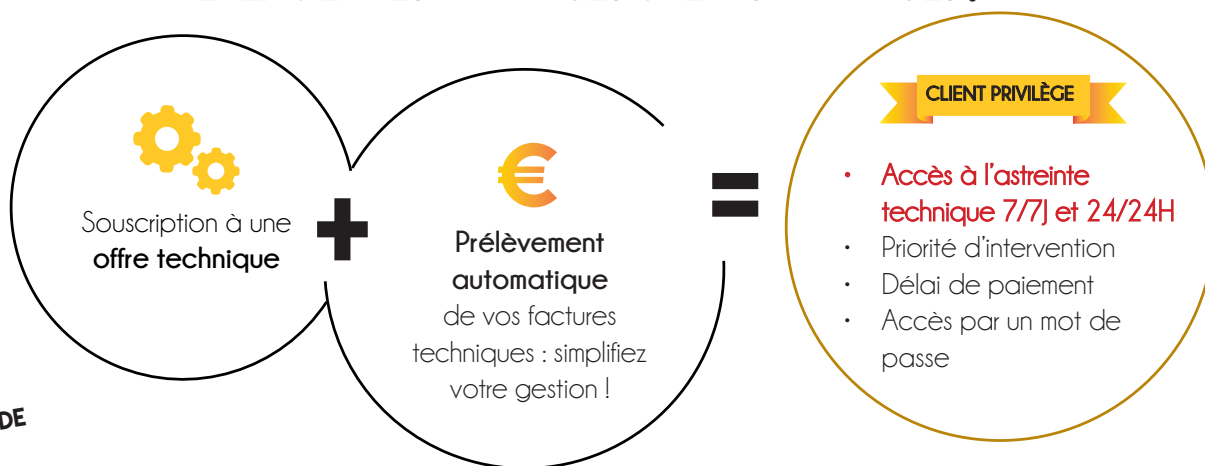 Souscription à une
offre technique
+
€
Prélèvement
automatique
de vos factures
techniques : simplifiez
votre gestion !
=
CLIENT PRIVILÈGE
• Accès à l'astreinte
technique 7/7J et 24/24H
• Priorité d'intervention
• Délai de paiement
• Accès par un mot de
passe
DE